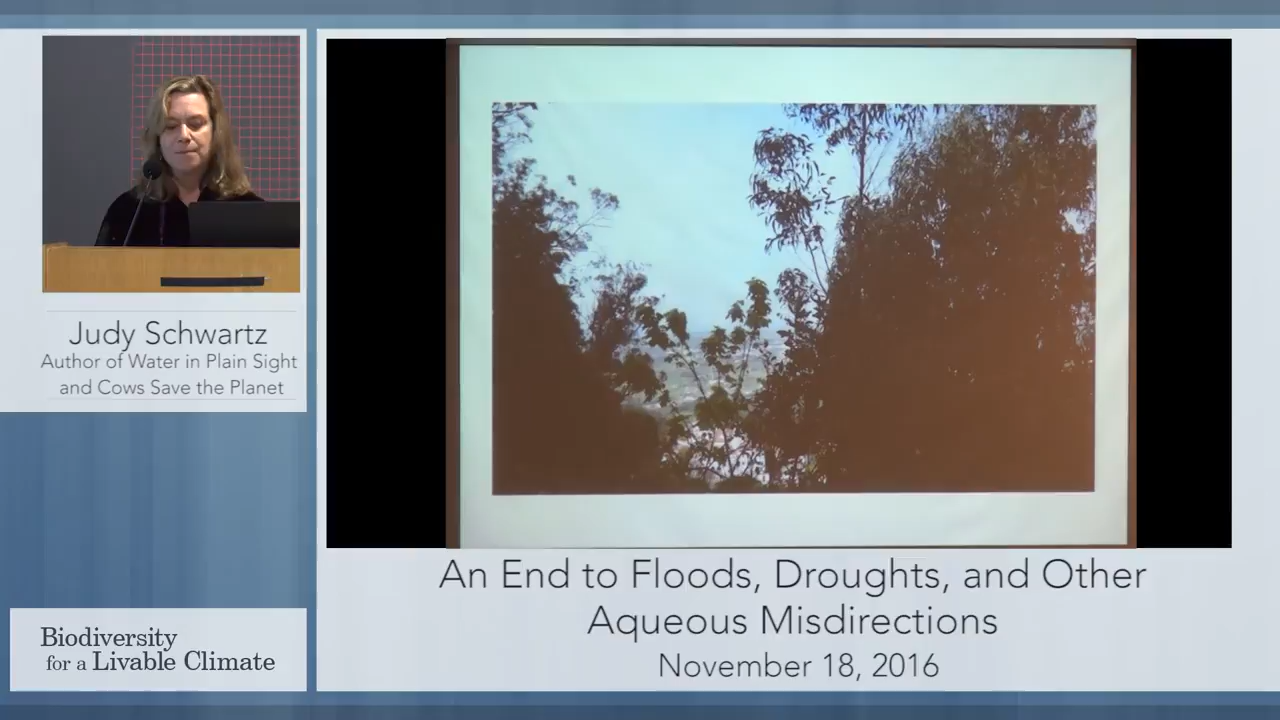 Judy Schwartz
Author of Water in Plain Sight
and Cows Save the Planet
An End to Floods, Droughts, and Other
Aqueous Misdirections
November 18, 2016
Biodiversity
for a Livable Climate